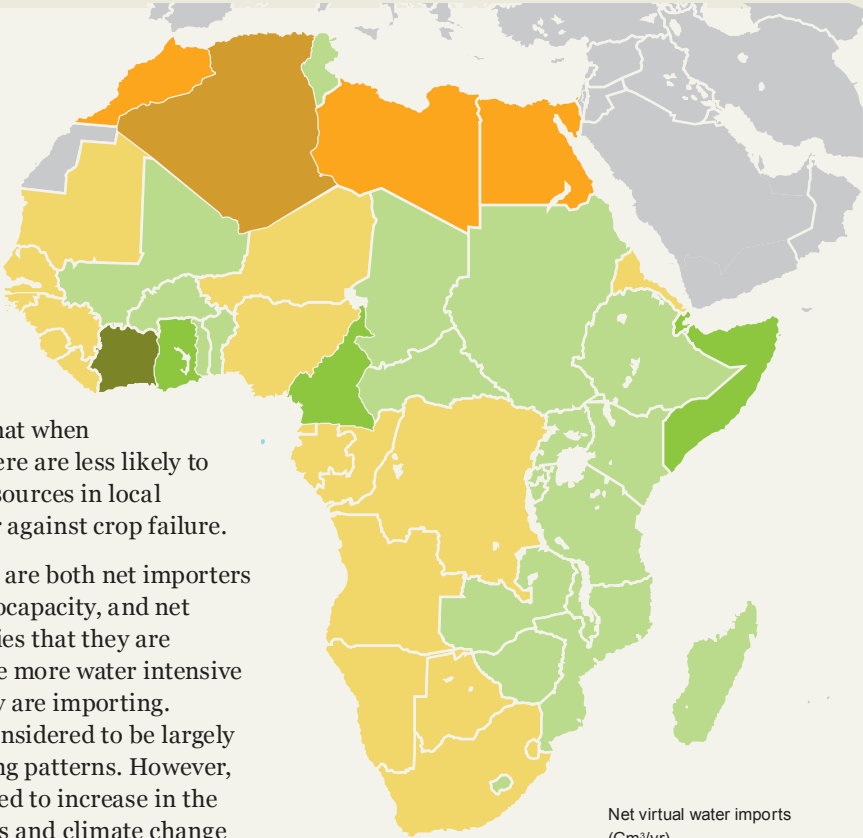 hat when
ere are less likely to
sources in local
r against crop failure.
are both net importers
ocapacity, and net
ies that they are
e more water intensive
y are importing.
nsidered to be largely
ng patterns. However,
ed to increase in the
s and climate change
Net virtual water imports
(Gm³/yr)